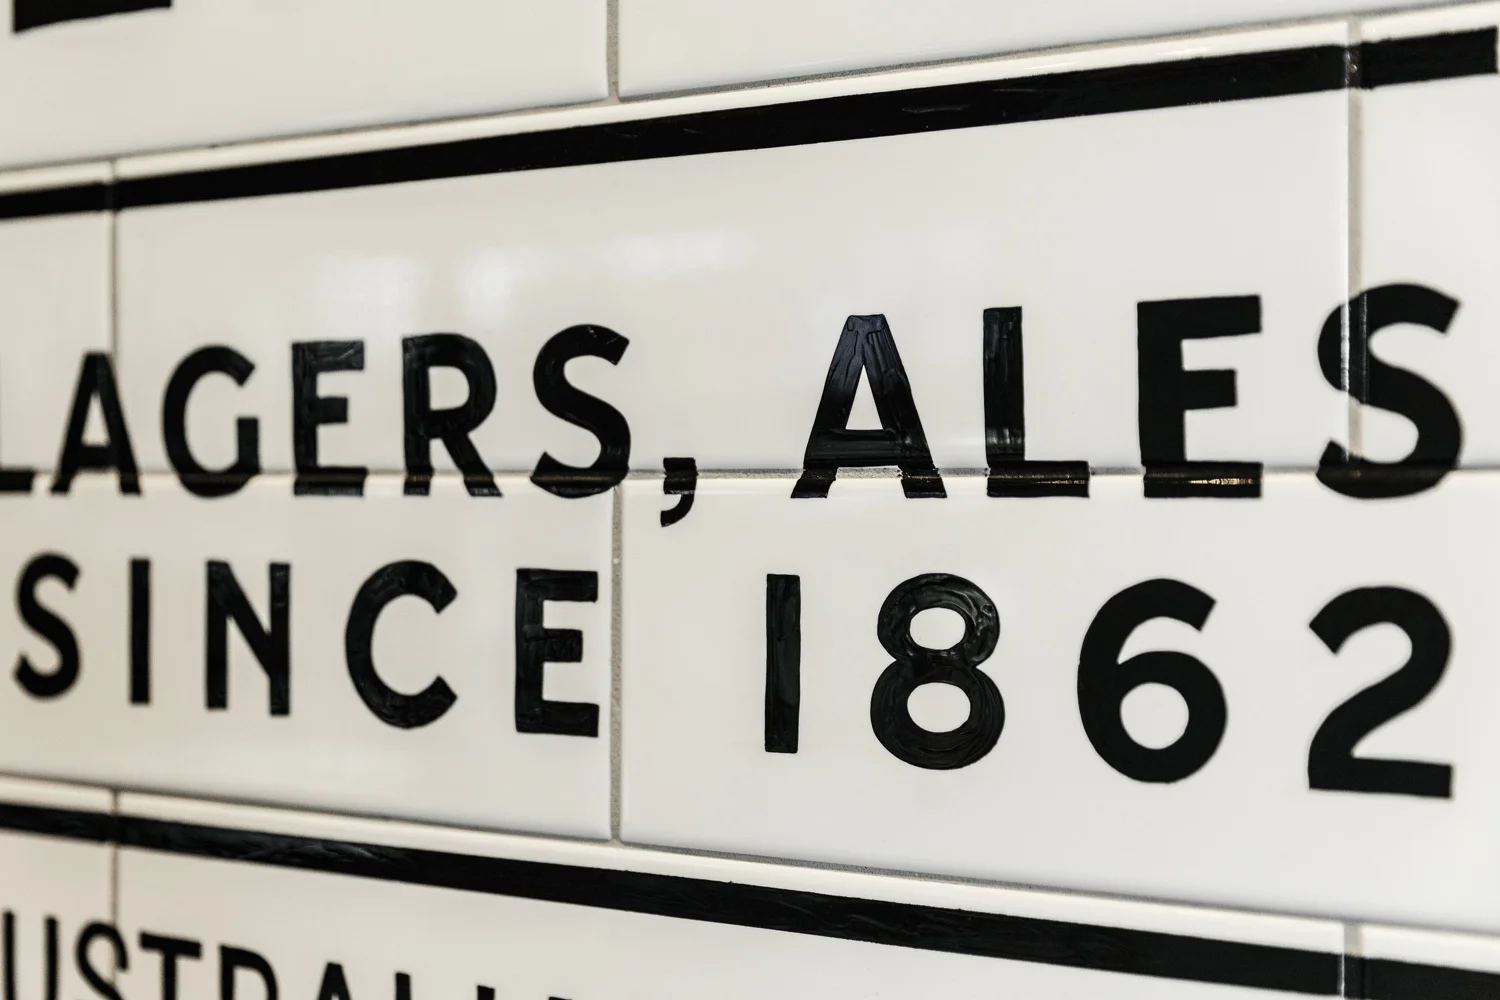 LAGERS, ALES
SINCE 1862